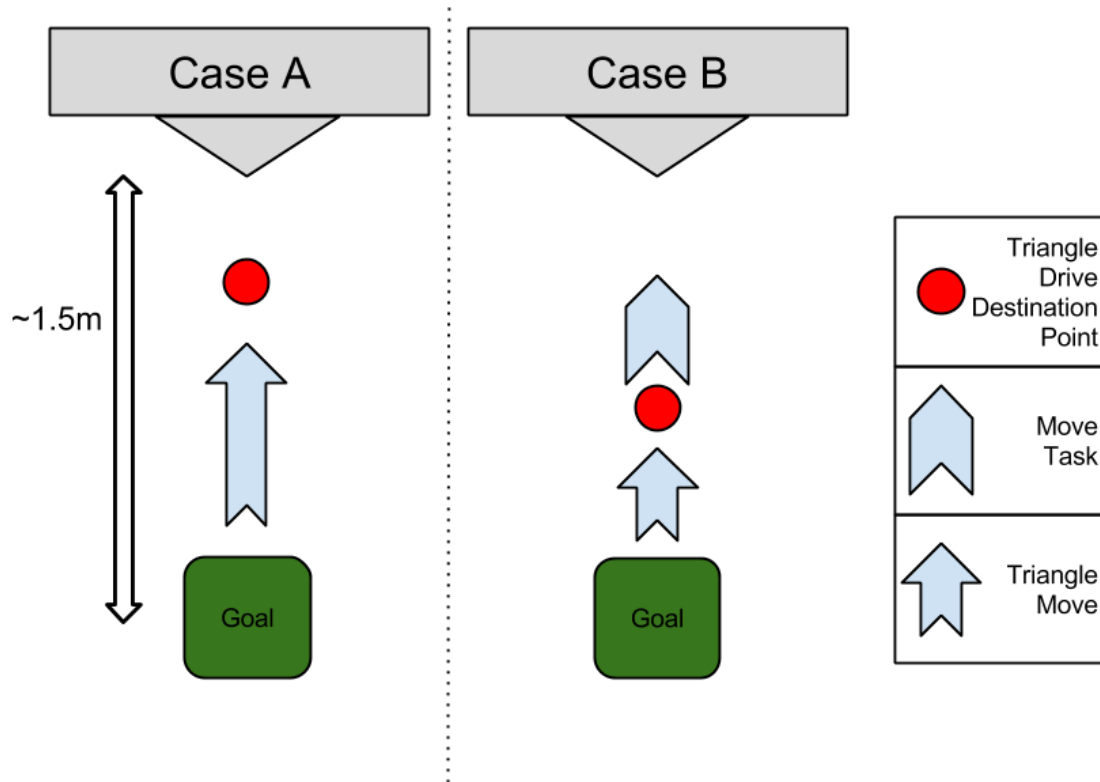 Case A
Case B
~1.5m
Goal
Goal
Triangle
Drive
Destination
Point
Move
Task
Triangle
Move